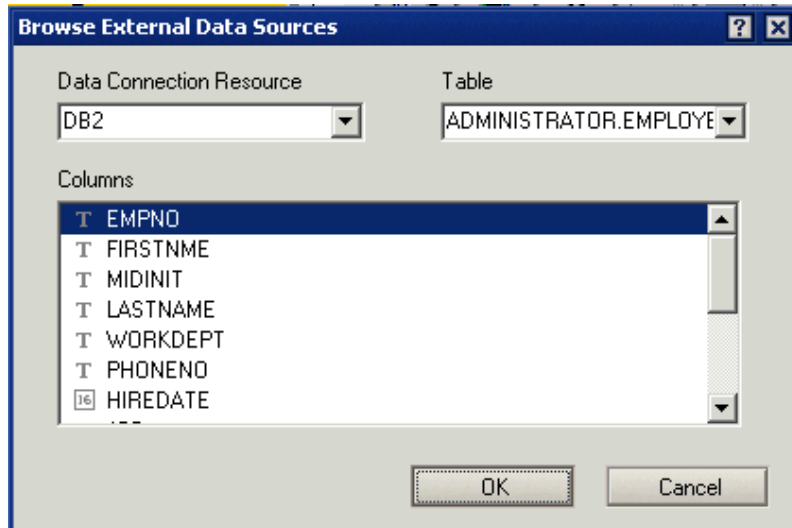 Browse External Data Sources
Data Connection Resource Table
DB2 ADMINISTRATOR.EMPLOYE
Columns
EMPNO
FIRSTNME
MIDINIT
LASTNAME
WORKDEPT
PHONENO
HIREDATE
OK Cancel